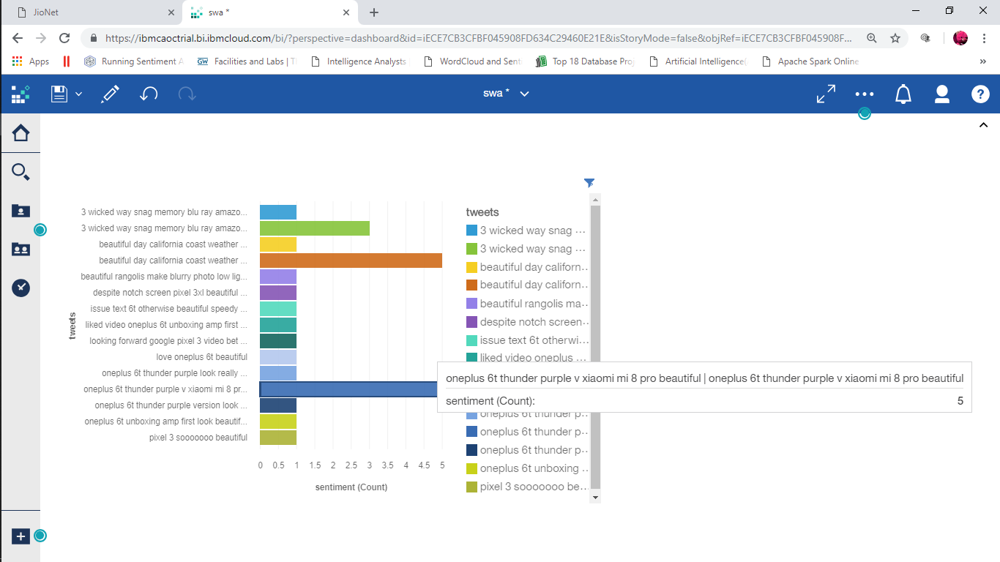 JioNet
swa *
https://ibmcaoctrial.bi.ibmcloud.com/bi/?perspective=dashboard&id=iECE7CB3CFBF045908FD634C29460E21E&isStoryMode=false&objRef=iECE7CB3CFBF045908F...
Apps
Running Sentiment A
GW
Facilities and Labs | T
Intelligence Analysts
WordCloud and Sent
Top 18 Database Pro
Artificial Intelligence(
Apache Spark Online
»
swa *
?
tweets
3 wicked way snag memory blu ray amazo...
3 wicked way snag memory blu ray amazo...
beautiful day california coast weather ...
beautiful day california coast weather ...
beautiful rangolis make blurry photo low lig...
despite notch screen pixel 3xl beautiful ...
issue text 6t otherwise beautiful speedy ...
liked video oneplus 6t unboxing amp first ...
looking forward google pixel 3 video bet ...
love oneplus 6t beautiful
oneplus 6t thunder purple look really ...
oneplus 6t thunder purple v xiaomi mi 8 pr...
oneplus 6t thunder purple version look ...
oneplus 6t unboxing amp first look beautif...
pixel 3 sooooooo beautiful
0 0.5 1 1.5 2 2.5 3 3.5 4 4.5 5
sentiment (Count)
tweets
3 wicked way snag ...
3 wicked way snag ...
beautiful day californ...
beautiful day californ...
beautiful rangolis ma...
despite notch screen...
issue text 6t otherwi...
liked video oneplus ...
oneplus 6t thunder purple v xiaomi mi 8 pro beautiful | oneplus 6t thunder purple v xiaomi mi 8 pro beautiful
sentiment (Count): 5
oneplus 6t thunder p...
oneplus 6t thunder p...
oneplus 6t thunder p...
oneplus 6t unboxing ...
pixel 3 sooooooo be...